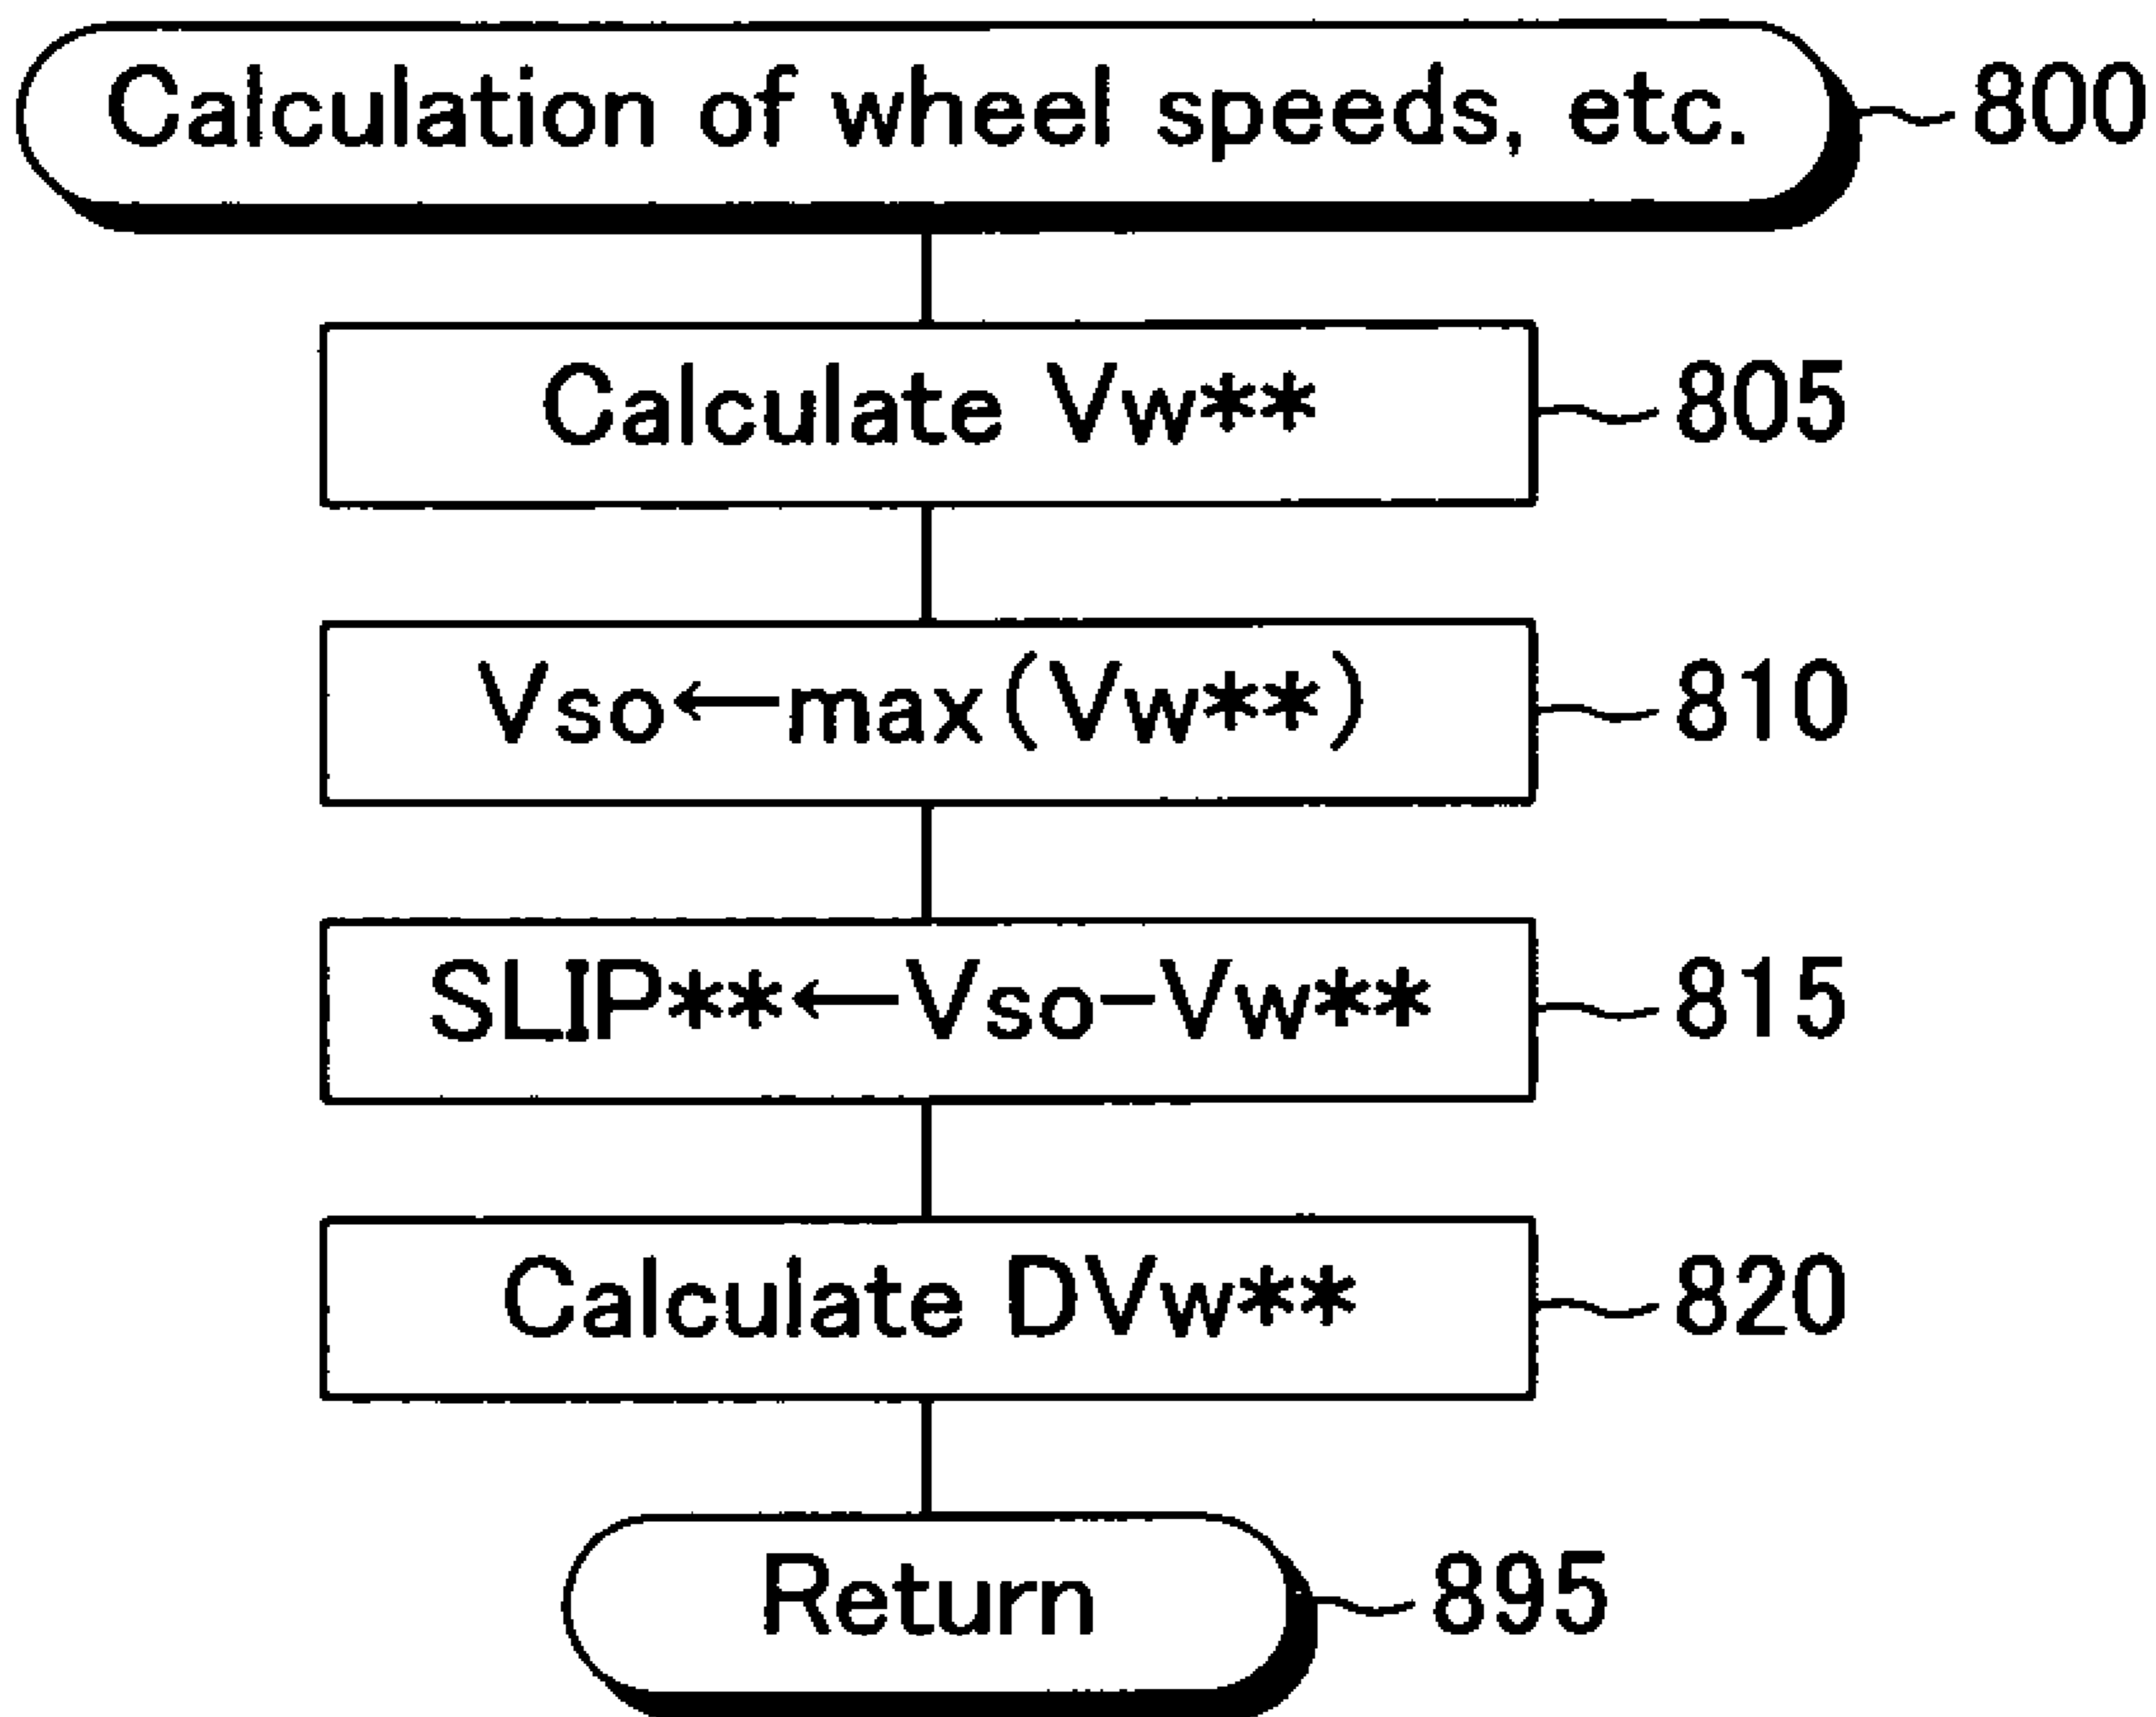 Calculation of wheel speeds, etc. 800
Calculate Vw** 805
Vso←max(Vw**) 810
SLIP**←Vso-Vw** 815
Calculate DVw** 820
Return 895